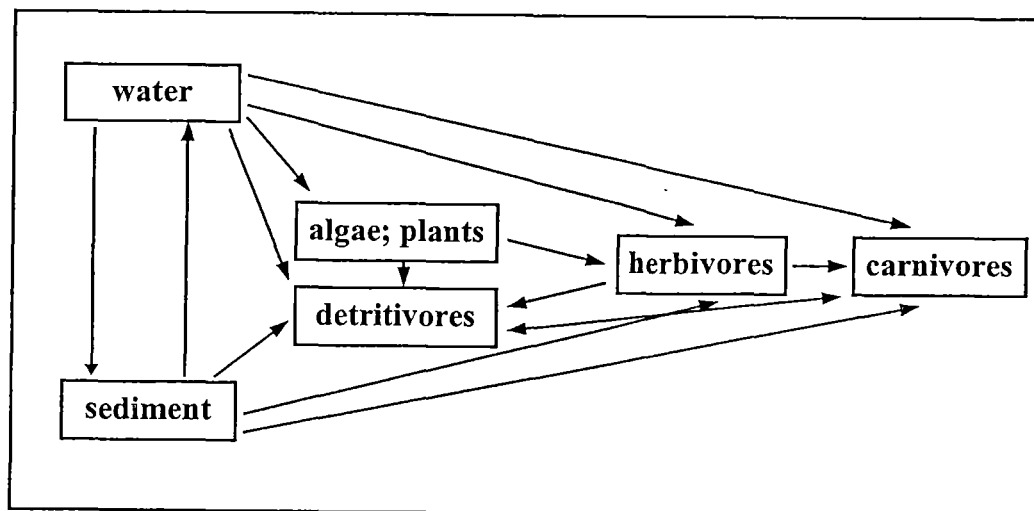 water
algae; plants
herbivores
carnivores
detritivores
sediment